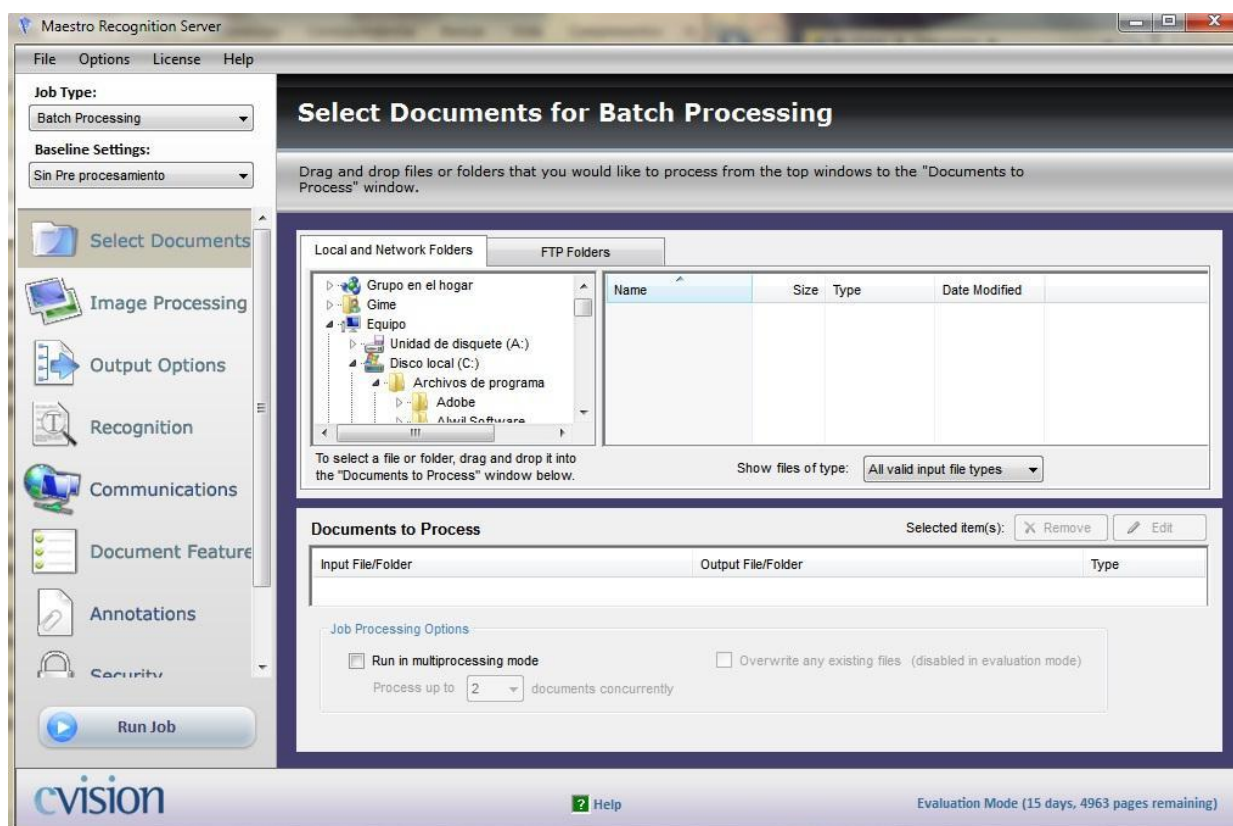 Maestro Recognition Server
File Options License Help
Job Type:
Batch Processing
Baseline Settings:
Sin Pre procesamiento
Select Documents
Image Processing
Output Options
Recognition
Communications
Document Feature
Annotations
Security
Run Job
Select Documents for Batch Processing
Drag and drop files or folders that you would like to process from the top windows to the "Documents to
Process" window.
Local and Network Folders FTP Folders
Grupo en el hogar
Gime
Equipo
Unidad de disquete (A:)
Disco local (C:)
Archivos de programa
Adobe
Alwil Software
Name Size Type Date Modified
To select a file or folder, drag and drop it into
the "Documents to Process" window below.
Show files of type: All valid input file types
Documents to Process Selected item(s): Remove Edit
Input File/Folder Output File/Folder Type
Job Processing Options
Run in multiprocessing mode Overwrite any existing files (disabled in evaluation mode)
Process up to 2 documents concurrently
cvision Help Evaluation Mode (15 days, 4963 pages remaining)